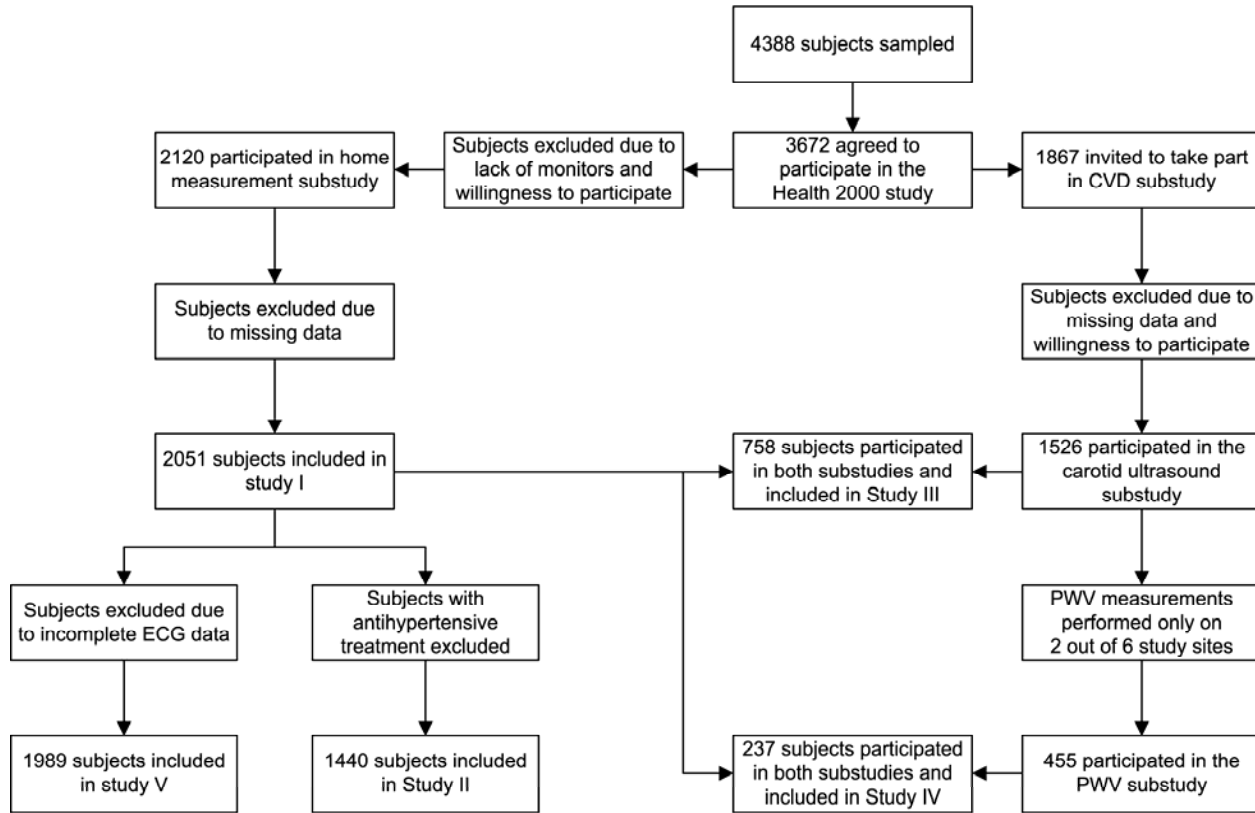 4388 subjects sampled
2120 participated in home
measurement substudy
Subjects excluded due to
lack of monitors and
willingness to participate
3672 agreed to
participate in the
Health 2000 study
1867 invited to take part
in CVD substudy
Subjects excluded due
to missing data
Subjects excluded due to
missing data and
willingness to participate
2051 subjects included in
study I
758 subjects participated
in both substudies and
included in Study III
1526 participated in the
carotid ultrasound
substudy
Subjects excluded due
to incomplete ECG data
Subjects with
antihypertensive
treatment excluded
PWV measurements
performed only on
2 out of 6 study sites
1989 subjects included
in study V
1440 subjects included
in Study II
237 subjects participated
in both substudies and
included in Study IV
455 participated in the
PWV substudy